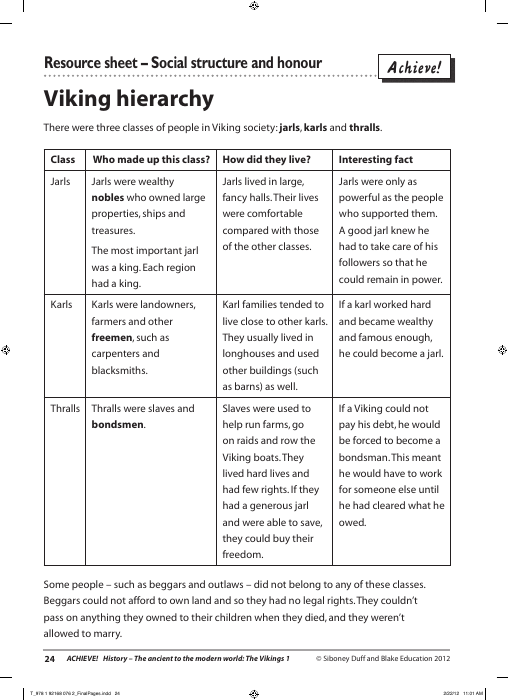 Resource sheet – Social structure and honour
Achieve!
Viking hierarchy
There were three classes of people in Viking society: jarls, karls and thralls.
Class
Who made up this class?
How did they live?
Interesting fact
Jarls
Jarls were wealthy
nobles who owned large
properties, ships and
treasures.
The most important jarl
was a king. Each region
had a king.
Jarls lived in large,
fancy halls. Their lives
were comfortable
compared with those
of the other classes.
Jarls were only as
powerful as the people
who supported them.
A good jarl knew he
had to take care of his
followers so that he
could remain in power.
Karls
Karls were landowners,
farmers and other
freemen, such as
carpenters and
blacksmiths.
Karl families tended to
live close to other karls.
They usually lived in
longhouses and used
other buildings (such
as barns) as well.
If a karl worked hard
and became wealthy
and famous enough,
he could become a jarl.
Thralls
Thralls were slaves and
bondsmen.
Slaves were used to
help run farms, go
on raids and row the
Viking boats. They
lived hard lives and
had few rights. If they
had a generous jarl
and were able to save,
they could buy their
freedom.
If a Viking could not
pay his debt, he would
be forced to become a
bondsman. This meant
he would have to work
for someone else until
he had cleared what he
owed.
Some people – such as beggars and outlaws – did not belong to any of these classes.
Beggars could not afford to own land and so they had no legal rights. They couldn't
pass on anything they owned to their children when they died, and they weren't
allowed to marry.
24 ACHIEVE! History – The ancient to the modern world: The Vikings 1 © Siboney Duff and Blake Education 2012